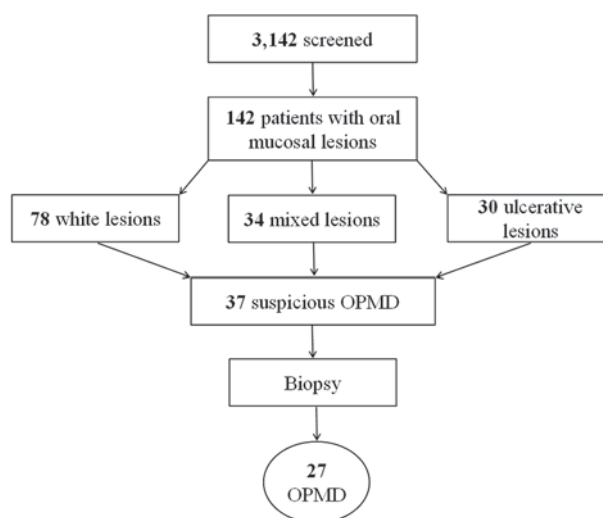 3,142 screened
142 patients with oral
mucosal lesions
78 white lesions
34 mixed lesions
30 ulcerative
lesions
37 suspicious OPMD
Biopsy
27
OPMD